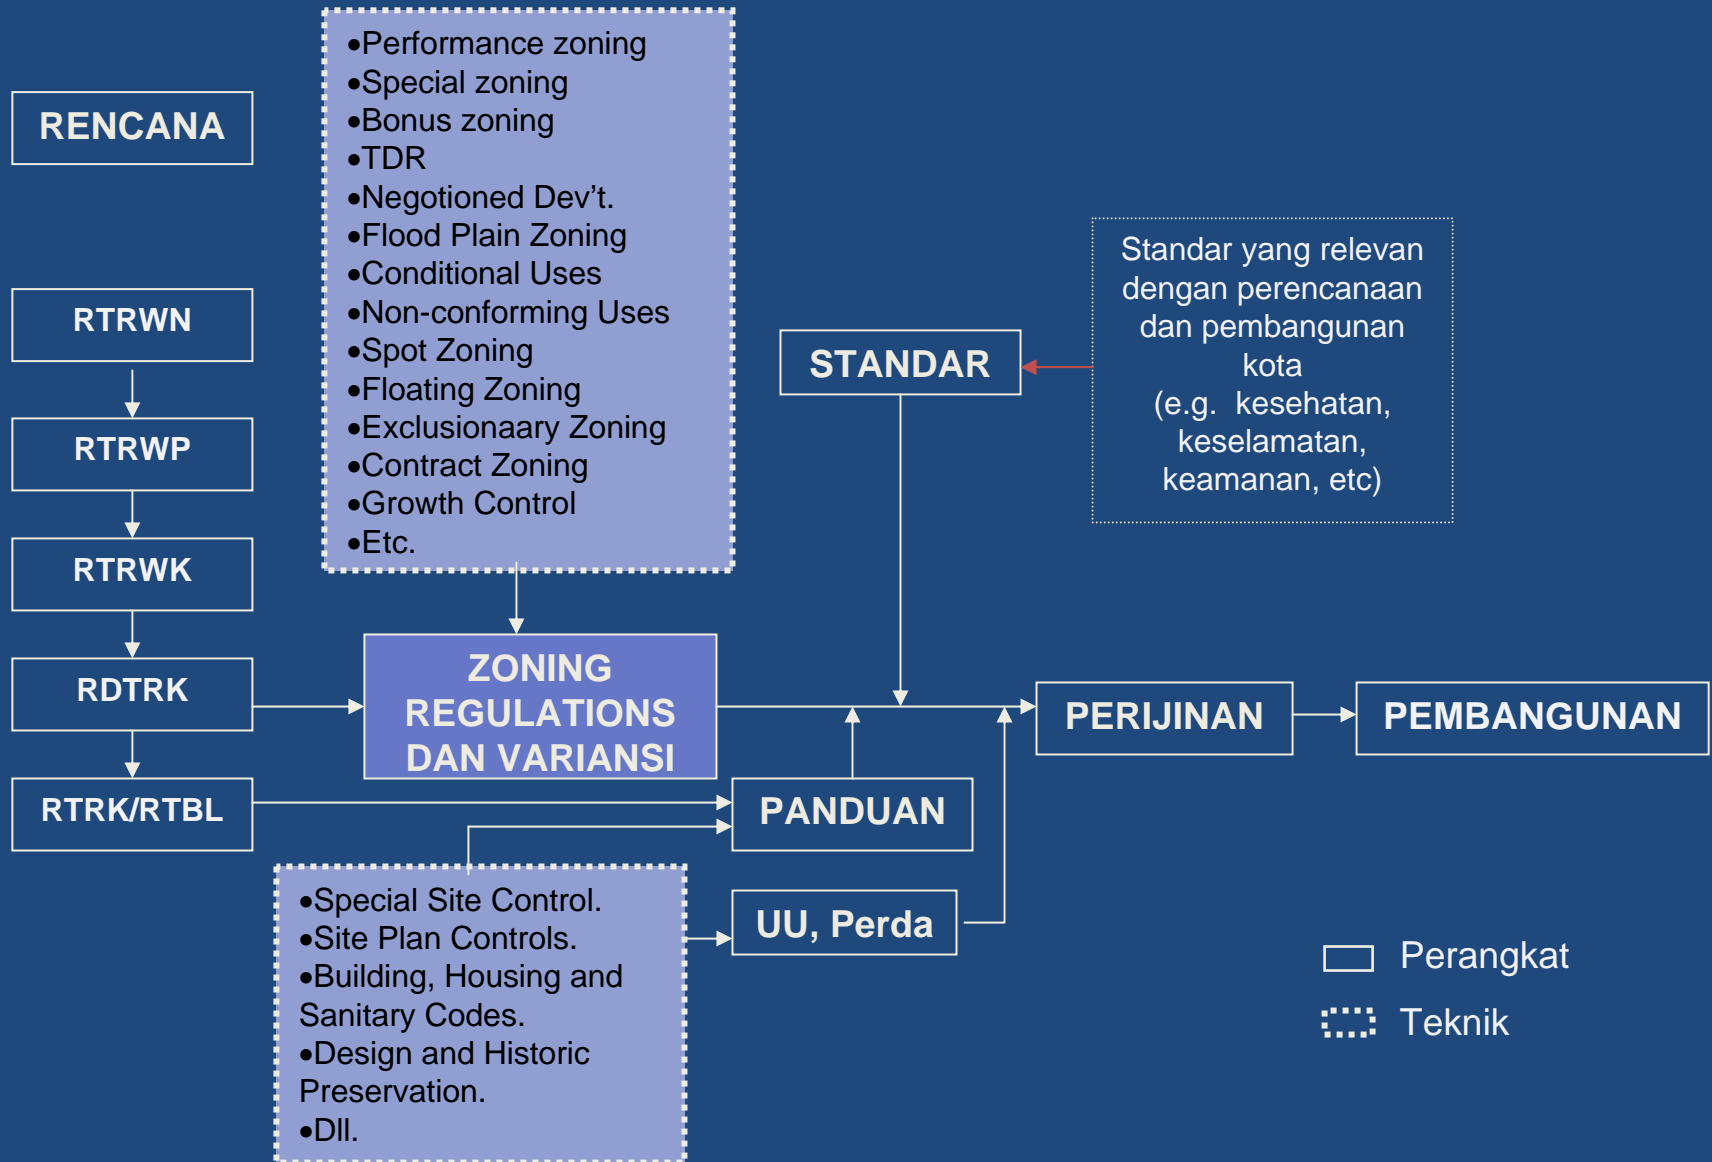 RENCANA
RTRWN
RTRWP
RTRWK
RDTRK
RTRK/RTBL
•Performance zoning
•Special zoning
•Bonus zoning
•TDR
•Negotioned Dev’t.
•Flood Plain Zoning
•Conditional Uses
•Non-conforming Uses
•Spot Zoning
•Floating Zoning
•Exclusionaary Zoning
•Contract Zoning
•Growth Control
•Etc.
ZONING
REGULATIONS
DAN VARIANSI
•Special Site Control.
•Site Plan Controls.
•Building, Housing and
Sanitary Codes.
•Design and Historic
Preservation.
•Dll.
STANDAR
Standar yang relevan
dengan perencanaan
dan pembangunan
kota
(e.g. kesehatan,
keselamatan,
keamanan, etc)
PANDUAN
UU, Perda
PERIJINAN
PEMBANGUNAN
Perangkat
Teknik